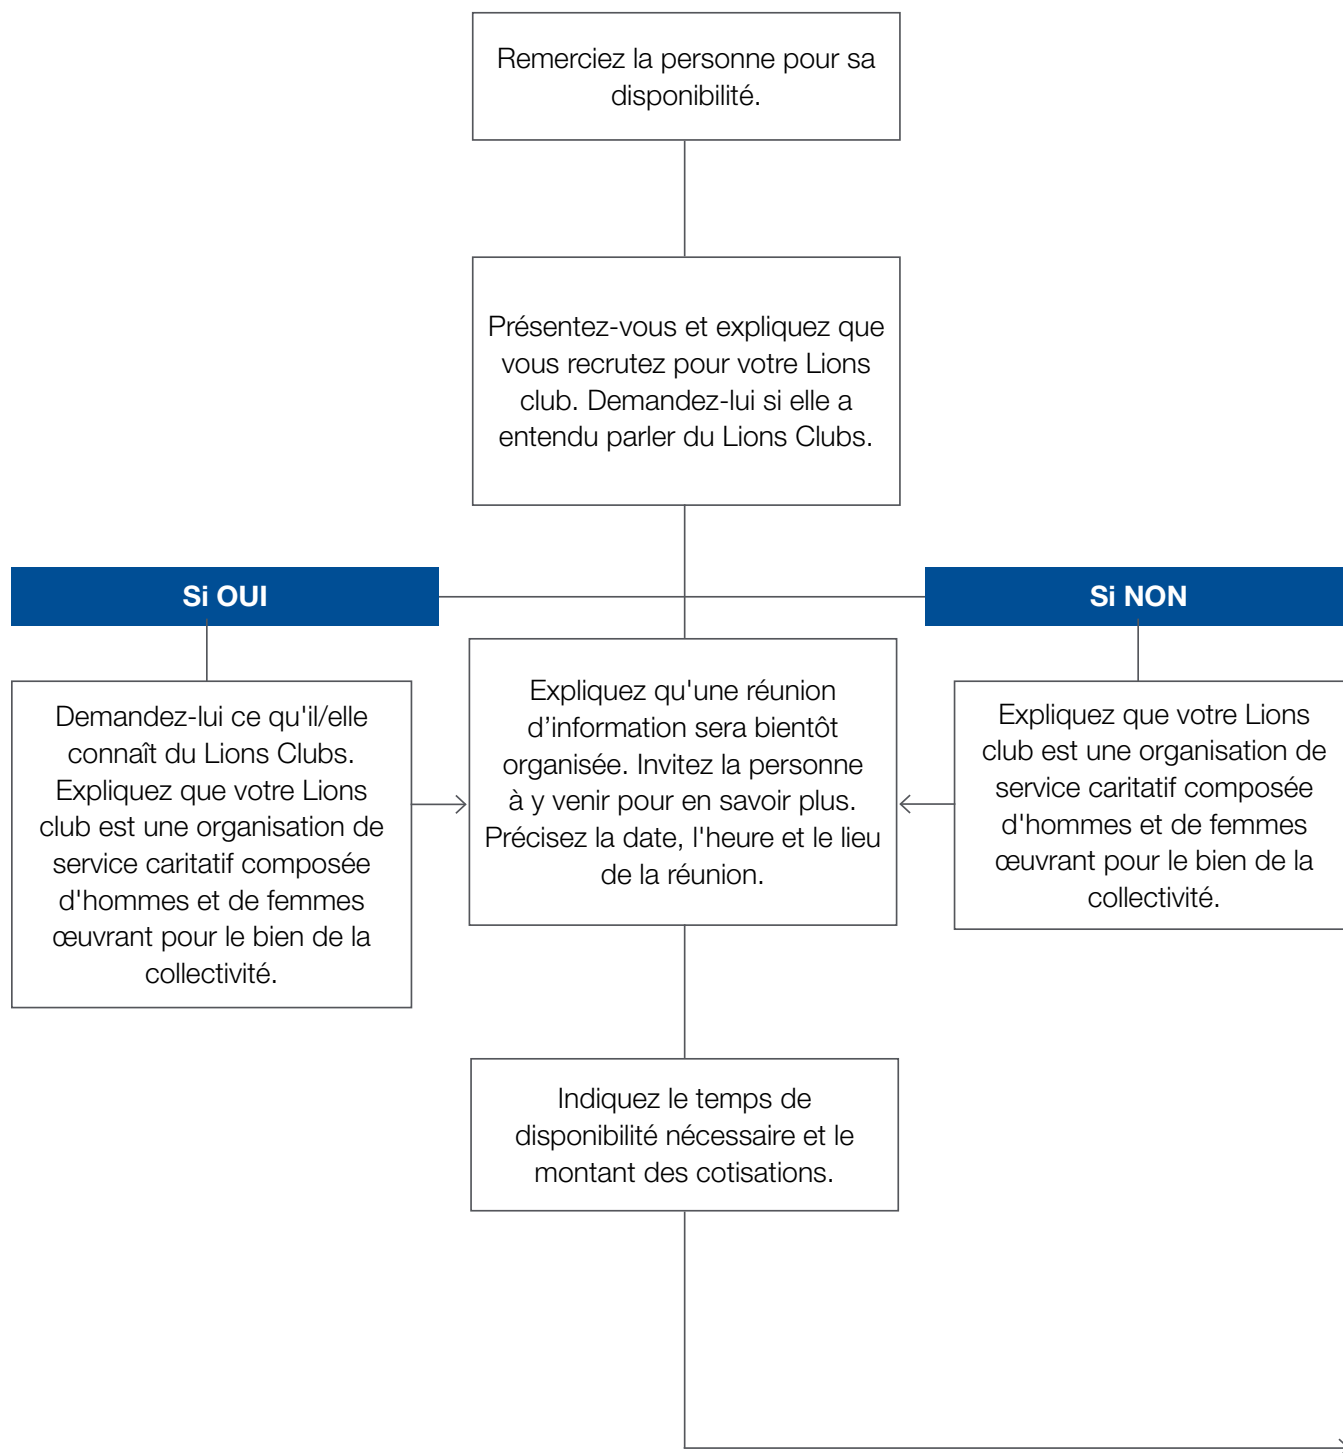 Remerciez la personne pour sa
disponibilité.
Présentez-vous et expliquez que
vous recrutez pour votre Lions
club. Demandez-lui si elle a
entendu parler du Lions Clubs.
Si OUI
Demandez-lui ce qu'il/elle
connaît du Lions Clubs.
Expliquez que votre Lions
club est une organisation de
service caritatif composée
d'hommes et de femmes
œuvrant pour le bien de la
collectivité.
Si NON
Expliquez que votre Lions
club est une organisation de
service caritatif composée
d'hommes et de femmes
œuvrant pour le bien de la
collectivité.
Expliquez qu'une réunion
d’information sera bientôt
organisée. Invitez la personne
à y venir pour en savoir plus.
Précisez la date, l'heure et le lieu
de la réunion.
Indiquez le temps de
disponibilité nécessaire et le
montant des cotisations.